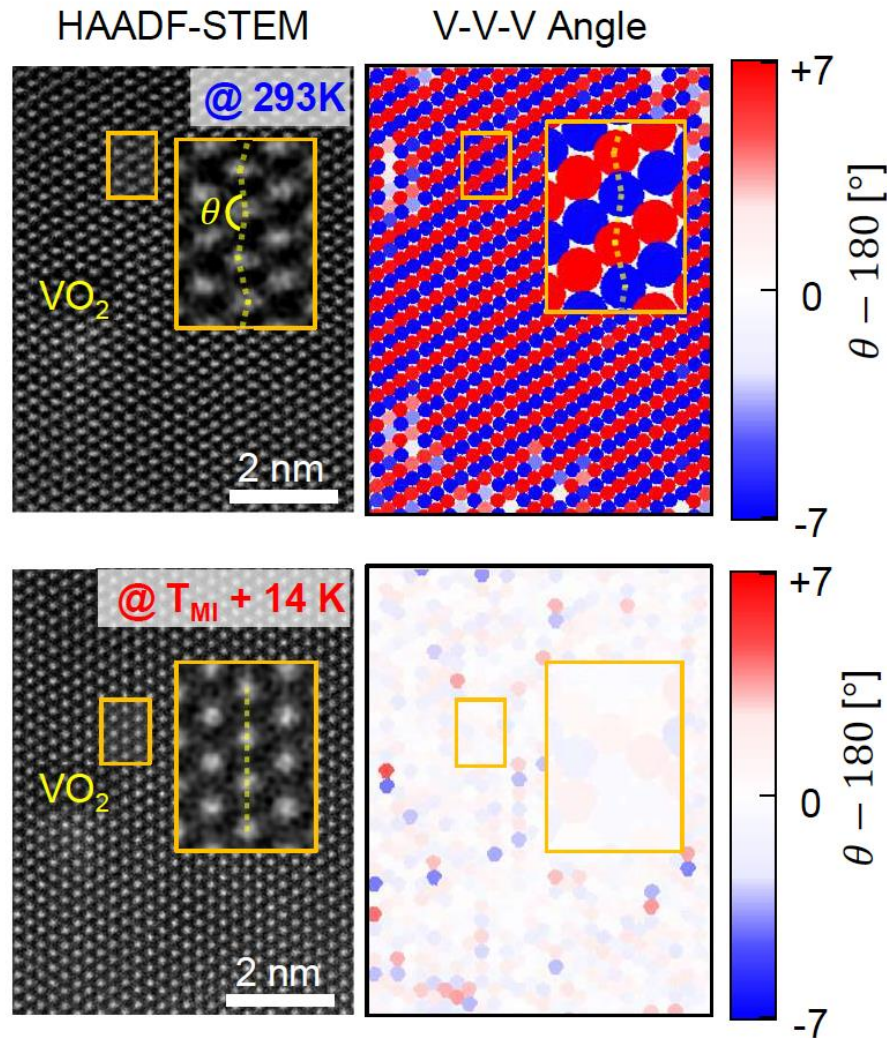 HAADF-STEM
V-V-V Angle
@ 293K
θ
VO₂
2 nm
+7
0
-7
θ − 180 [°]
@ T_MI + 14 K
VO₂
2 nm
+7
0
-7
θ − 180 [°]